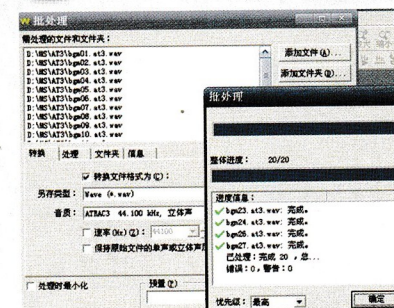 批处理
需处理的文件和文件夹：
D:\MS\AT3\bgm01.at3.wav
D:\MS\AT3\bgm02.at3.wav
D:\MS\AT3\bgm03.at3.wav
D:\MS\AT3\bgm04.at3.wav
D:\MS\AT3\bgm05.at3.wav
D:\MS\AT3\bgm06.at3.wav
D:\MS\AT3\bgm07.at3.wav
D:\MS\AT3\bgm08.at3.wav
D:\MS\AT3\bgm09.at3.wav
D:\MS\AT3\bgm10.at3.wav
添加文件(A)...
添加文件夹(D)...
转换 处理 文件夹 信息
转换文件格式为(C)：
另存类型： Wave (*.wav)
音质： ATRAC3 44.100 kHz, 立体声
速率(Hz)(Z)： 44100
保持原始文件的单声或立体声
处理时最小化
预置(P)
批处理
整体进度： 20/20
进度信息：
bgm23.at3.wav: 完成。
bgm24.at3.wav: 完成。
bgm26.at3.wav: 完成。
bgm27.at3.wav: 完成。
已处理：完成 20 ，总...
错误：0，警告：0
优先级： 最高
确定